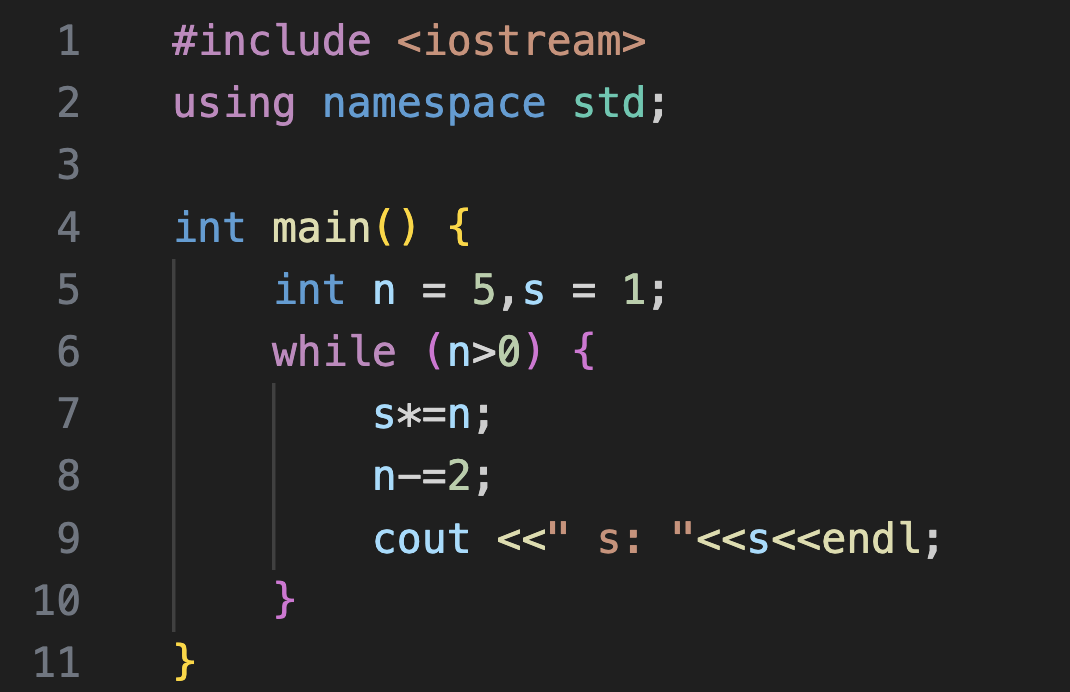 1 #include <iostream>
2 using namespace std;
3
4 int main() {
5 int n = 5,s = 1;
6 while (n>0) {
7 s*=n;
8 n-=2;
9 cout <<" s: "<<s<<endl;
10 }
11 }